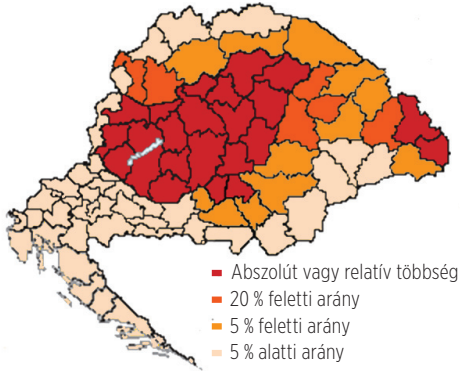 Abszolút vagy relatív többség
20 % feletti arány
5 % feletti arány
5 % alatti arány